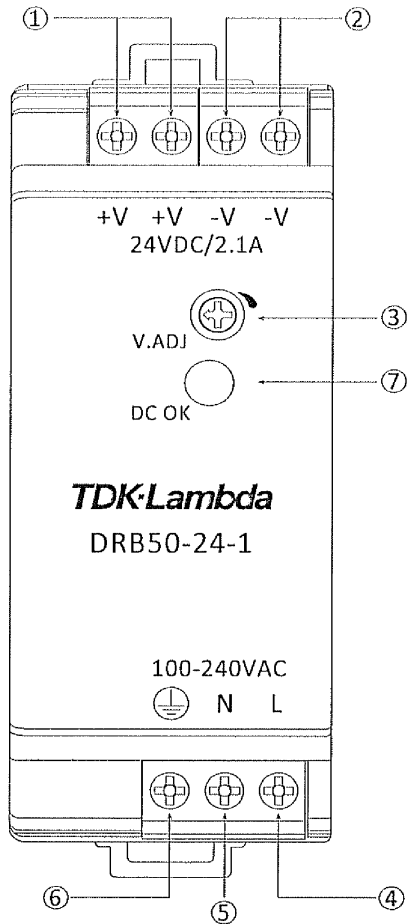 ① ②
+V +V -V -V
24VDC/2.1A
③
V.ADJ
⑦
DC OK
TDK·Lambda
DRB50-24-1
100-240VAC
N L
⑥ ⑤ ④